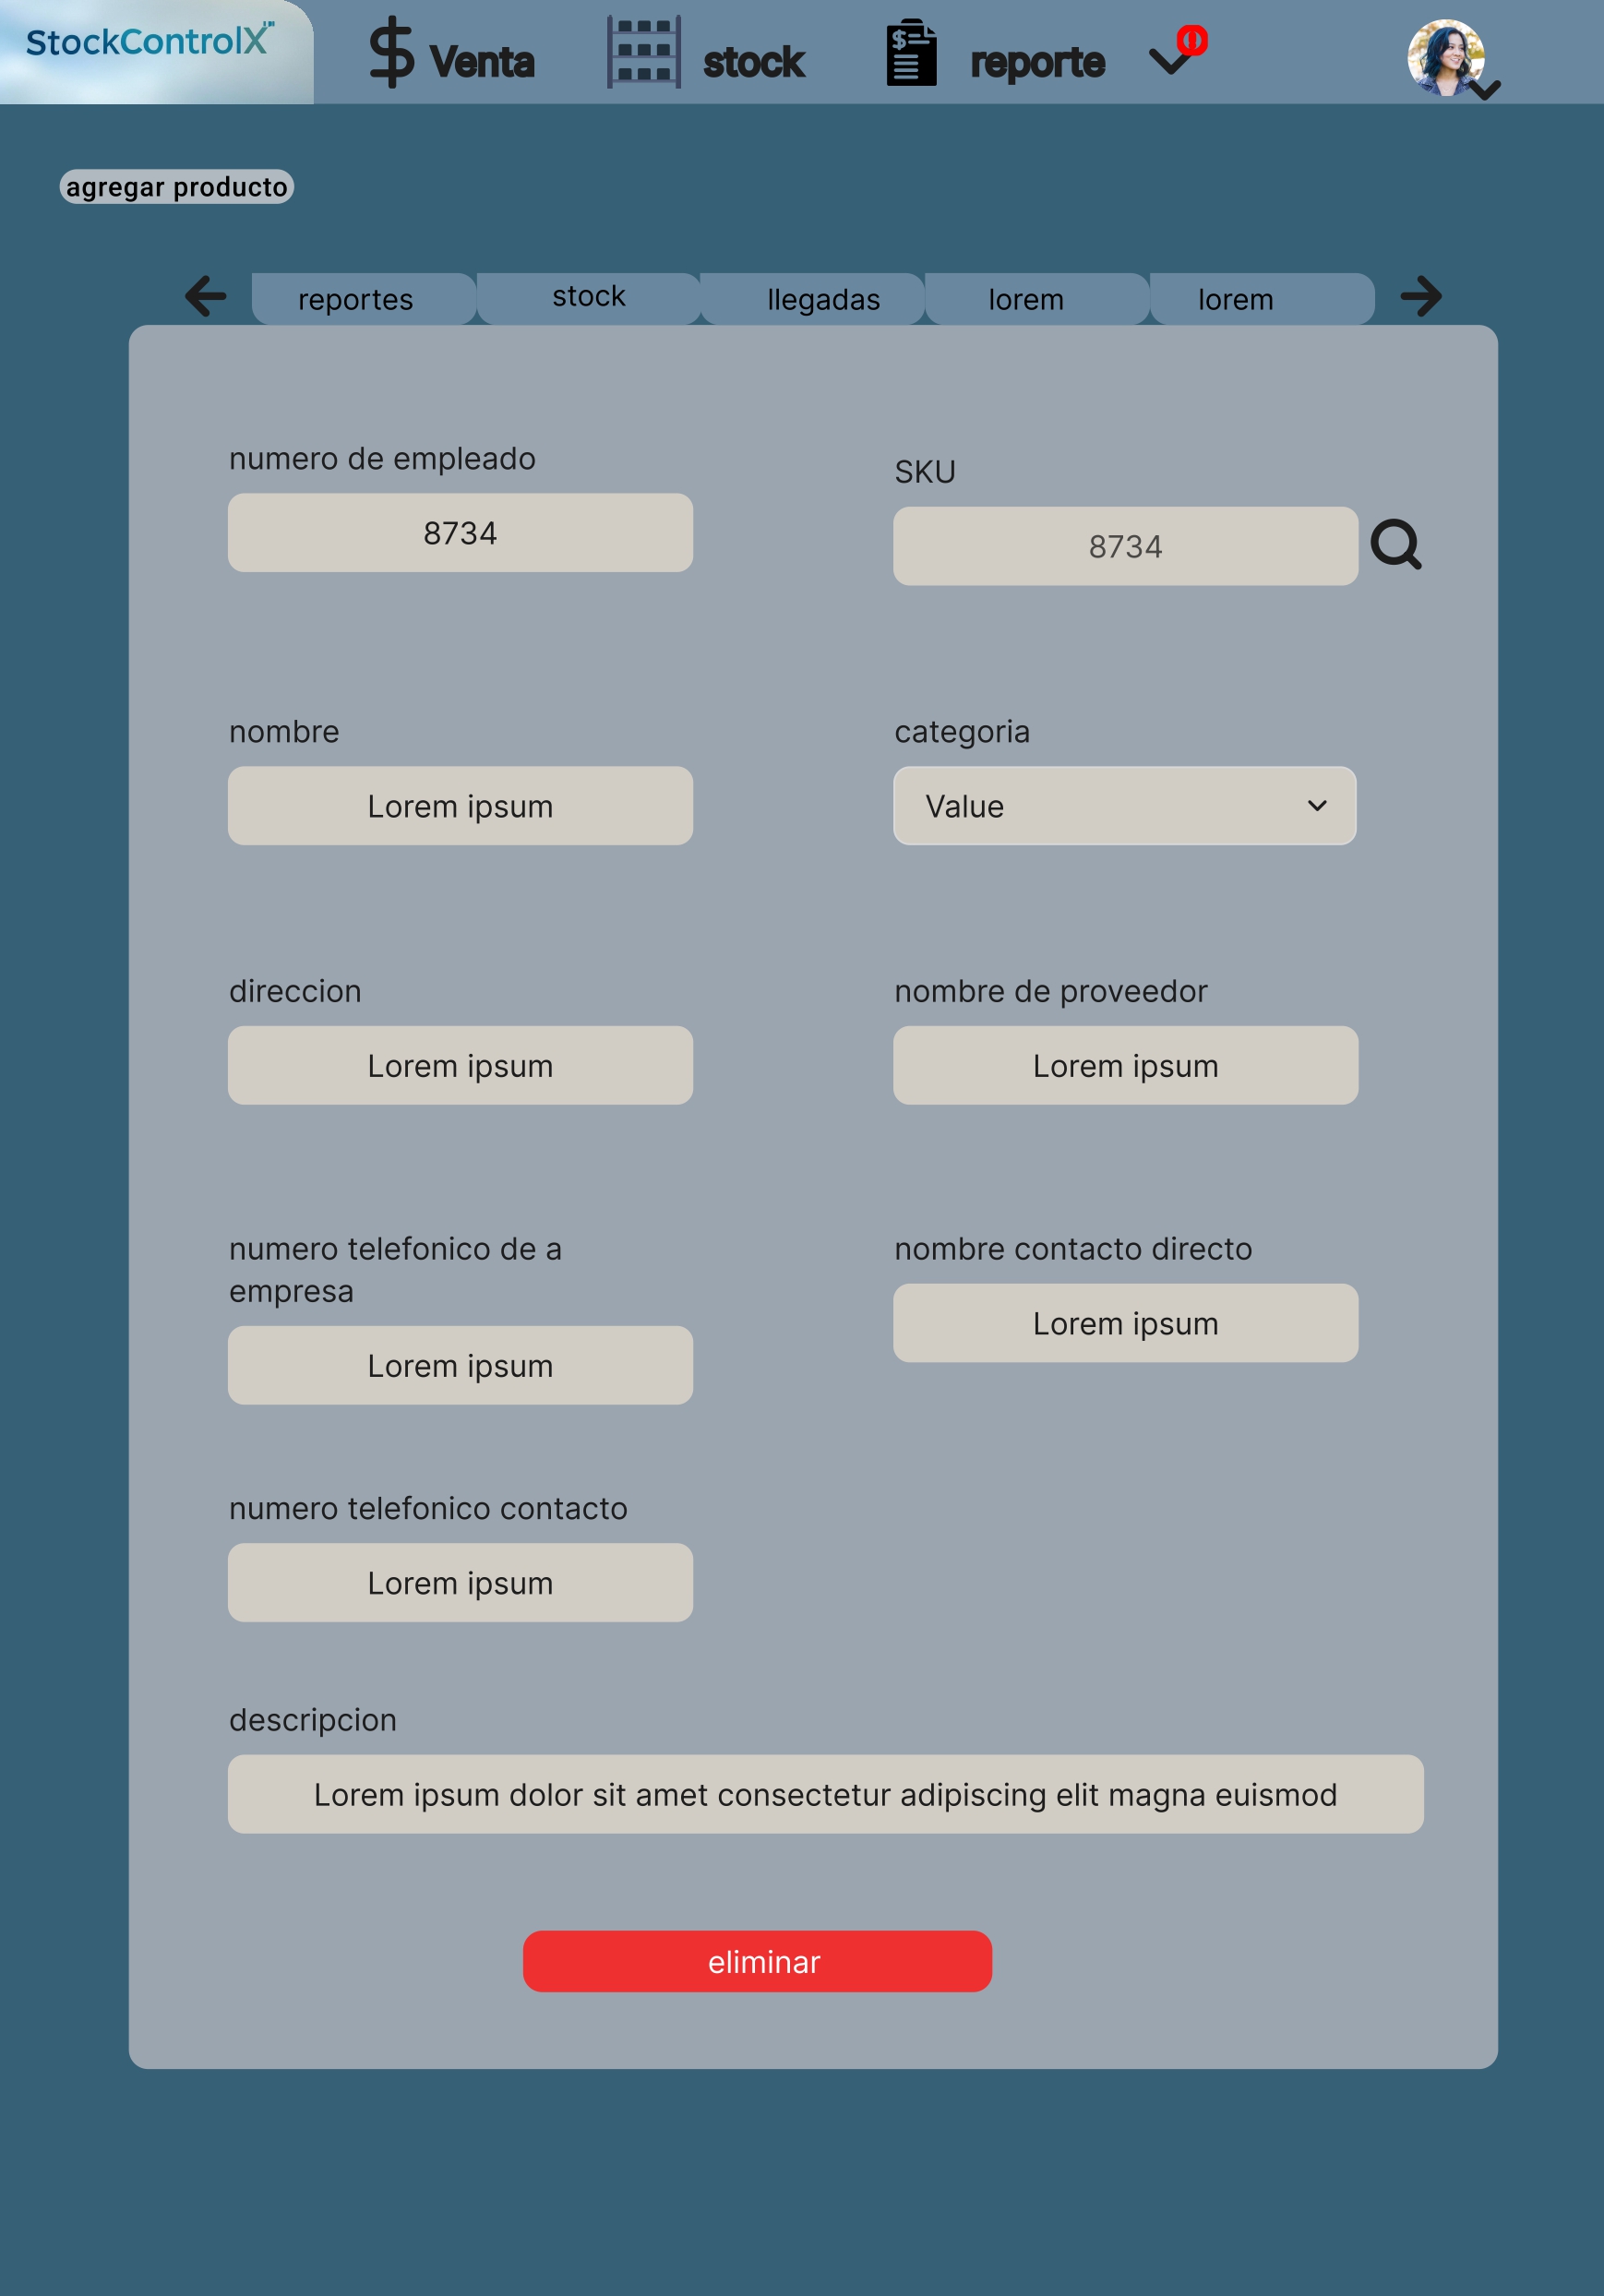 StockControlX
Venta
stock
reporte
0
agregar producto
reportes
stock
llegadas
lorem
lorem
numero de empleado
8734
SKU
8734
nombre
Lorem ipsum
categoria
Value
direccion
Lorem ipsum
nombre de proveedor
Lorem ipsum
numero telefonico de a
empresa
Lorem ipsum
nombre contacto directo
Lorem ipsum
numero telefonico contacto
Lorem ipsum
descripcion
Lorem ipsum dolor sit amet consectetur adipiscing elit magna euismod
eliminar